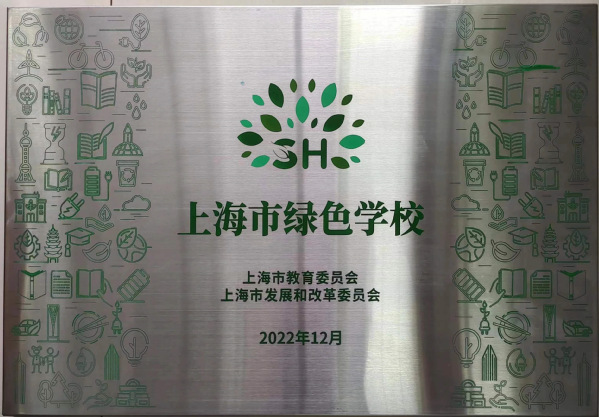 SH
上海市绿色学校
上海市教育委员会
上海市发展和改革委员会
2022年12月